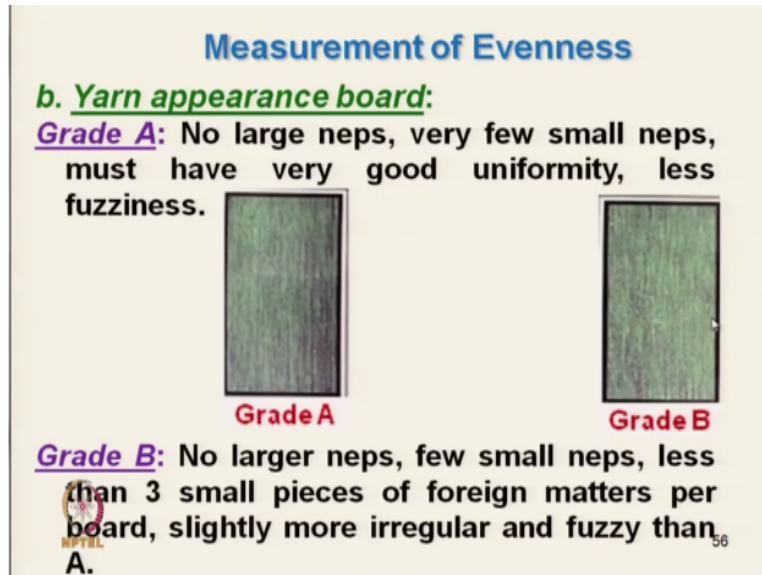 Measurement of Evenness
b. Yarn appearance board:
Grade A: No large neps, very few small neps,
must have very good uniformity, less
fuzziness.
Grade A
Grade B
Grade B: No larger neps, few small neps, less
than 3 small pieces of foreign matters per
board, slightly more irregular and fuzzy than
A.
NPTEL
56